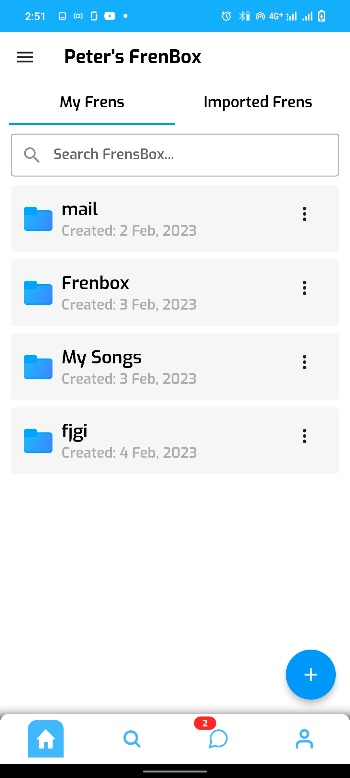 2:51
4G+
Peter's FrenBox
My Frens
Imported Frens
Search FrensBox...
mail
Created: 2 Feb, 2023
Frenbox
Created: 3 Feb, 2023
My Songs
Created: 3 Feb, 2023
fjgi
Created: 4 Feb, 2023
+
2